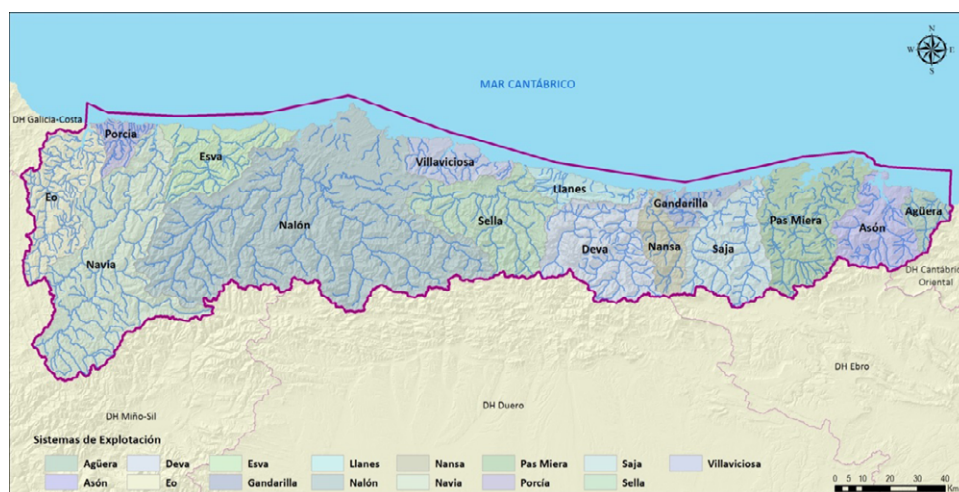 N
W E
S
MAR CANTÁBRICO
DH Galicia-Costa
Porcía
Esva
Villaviciosa
Eo
Llanes
Gandarilla
Agüera
Nalón
Sella
Pas Miera
Asón
Navia
Deva
Nansa
Saja
DH Cantábrico
Oriental
DH Ebro
DH Miño-Sil
DH Duero
Sistemas de Explotación
Agüera Deva Esva Llanes Nansa Pas Miera Saja Villaviciosa
Asón Eo Gandarilla Nalón Navia Porcía Sella
0 5 10 20 30 40
Km